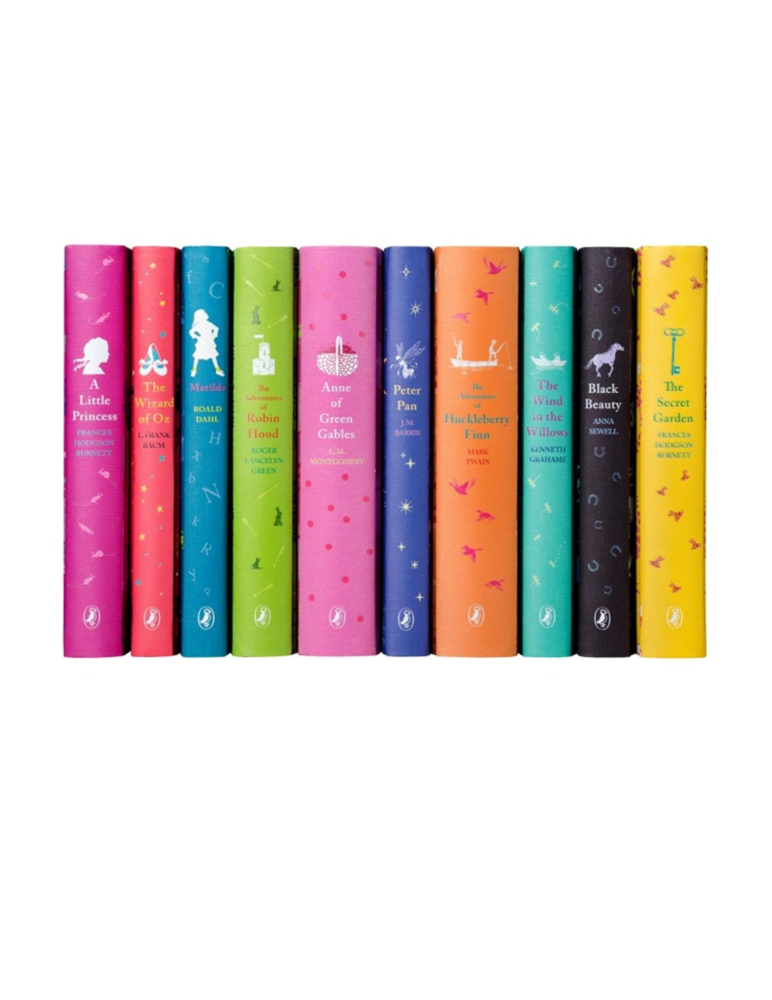 A
Little
Princess
FRANCES
HODGSON
BURNETT
The
Wizard
of Oz
L. FRANK
BAUM
m
f
C
Matilda
ROALD
DAHL
H
x
b
N
k
R
y
P
The
Adventures
of
Robin
Hood
ROGER
LANCELYN
GREEN
Anne
of
Green
Gables
L.M.
MONTGOMERY
Peter
Pan
J.M.
BARRIE
The
Adventures
of
Huckleberry
Finn
MARK
TWAIN
The
Wind
in the
Willows
KENNETH
GRAHAME
Black
Beauty
ANNA
SEWELL
The
Secret
Garden
FRANCES
HODGSON
BURNETT